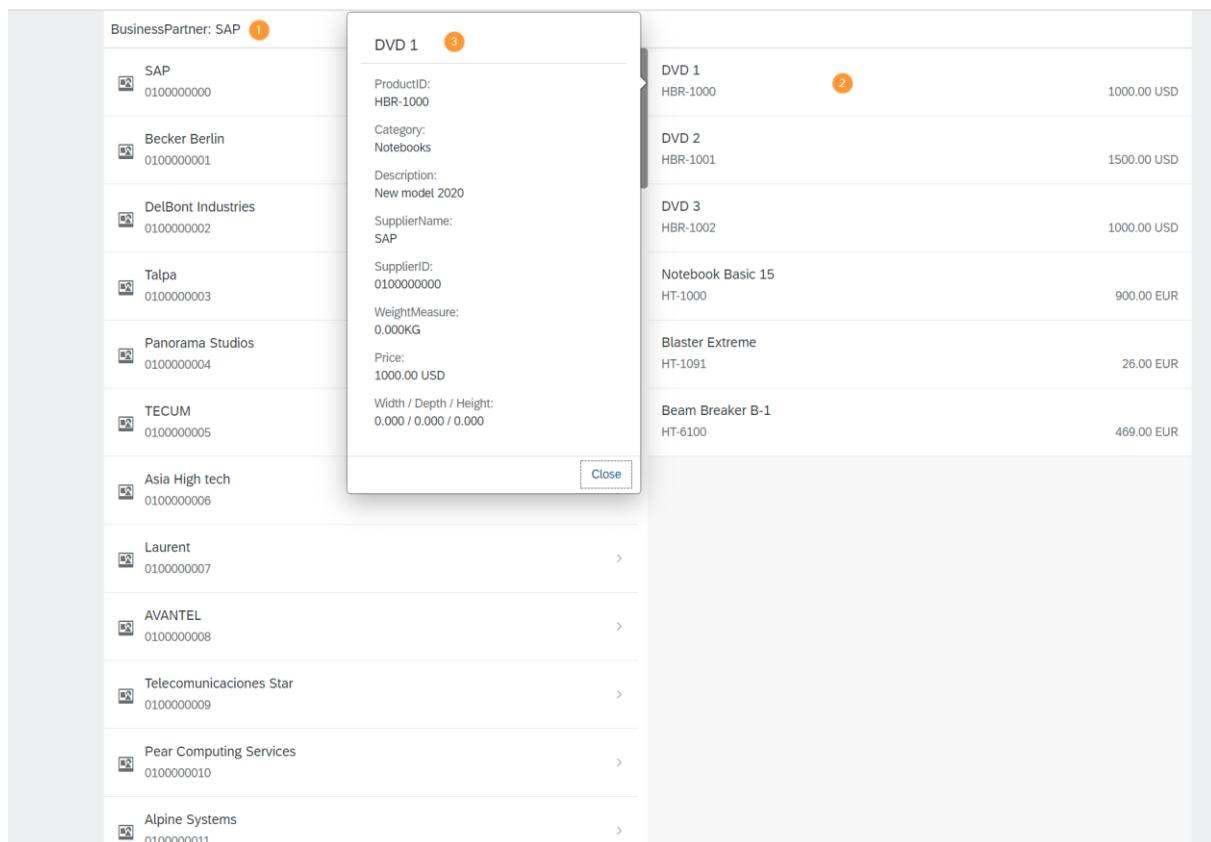 BusinessPartner: SAP 1
SAP
0100000000
Becker Berlin
0100000001
DelBont Industries
0100000002
Talpa
0100000003
Panorama Studios
0100000004
TECUM
0100000005
Asia High tech
0100000006
Laurent
0100000007
AVANTEL
0100000008
Telecomunicaciones Star
0100000009
Pear Computing Services
0100000010
Alpine Systems
0100000011
DVD 1 3
ProductID:
HBR-1000
Category:
Notebooks
Description:
New model 2020
SupplierName:
SAP
SupplierID:
0100000000
WeightMeasure:
0.000KG
Price:
1000.00 USD
Width / Depth / Height:
0.000 / 0.000 / 0.000
Close
DVD 1 2
HBR-1000 1000.00 USD
DVD 2
HBR-1001 1500.00 USD
DVD 3
HBR-1002 1000.00 USD
Notebook Basic 15
HT-1000 900.00 EUR
Blaster Extreme
HT-1091 26.00 EUR
Beam Breaker B-1
HT-6100 469.00 EUR